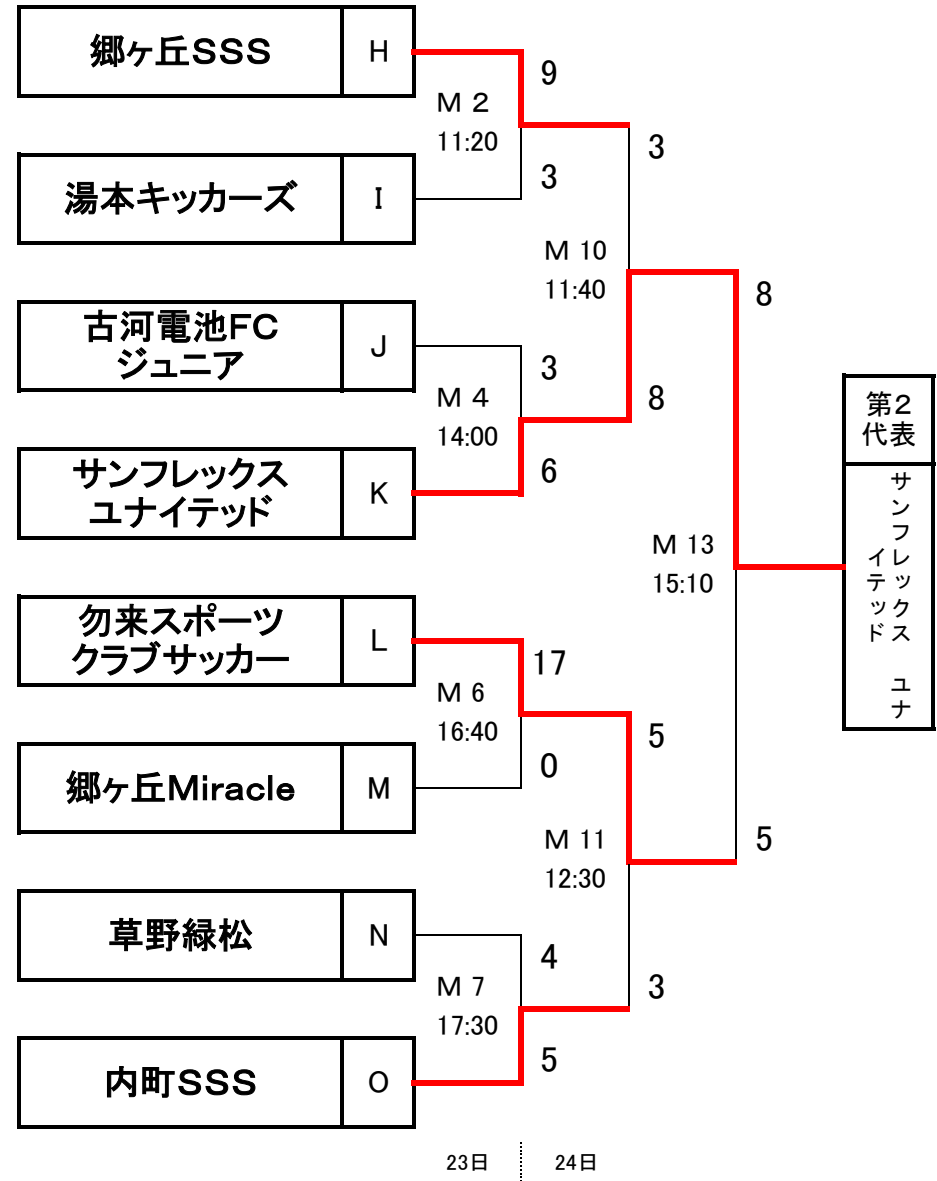 郷ヶ丘SSS
H
9
M 2
11:20
3
3
湯本キッカーズ
I
M 10
11:40
8
古河電池FC
ジュニア
J
3
M 4
14:00
8
サンフレックス
ユナイテッド
K
6
第2
代表
サンフレックス ユナ
イテッド
M 13
15:10
勿来スポーツ
クラブサッカー
L
17
M 6
16:40
5
0
郷ヶ丘Miracle
M
M 11
12:30
5
草野緑松
N
4
M 7
17:30
3
内町SSS
O
5
23日
24日